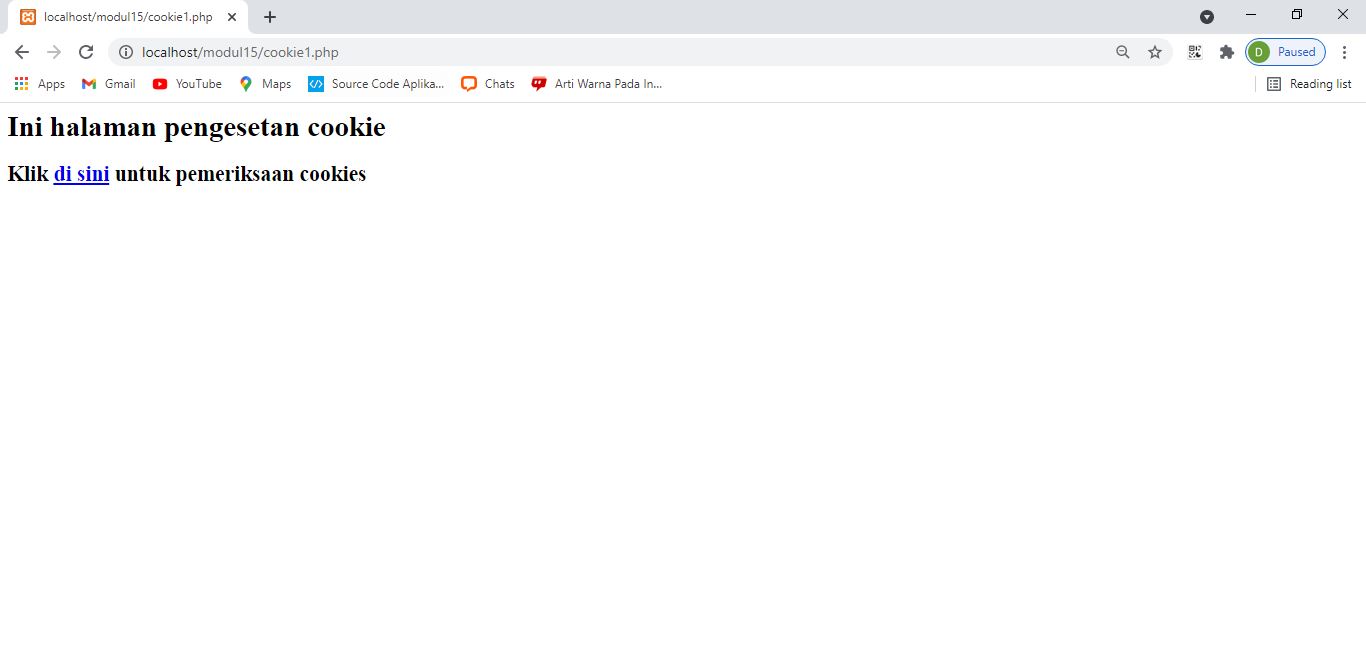 localhost/modul15/cookie1.php
localhost/modul15/cookie1.php
D Paused
Apps Gmail YouTube Maps Source Code Aplika... Chats Arti Warna Pada In... Reading list
Ini halaman pengesetan cookie
Klik di sini untuk pemeriksaan cookies